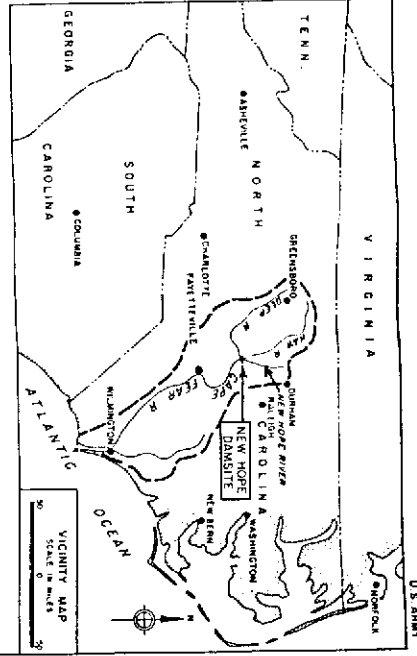 U.S. ARMY
VIRGINIA
TENN.
NORTH
CAROLINA
GREENSBORO
DURHAM
RALEIGH
NEW HOPE RIVER
HAW R.
DEEP R.
NEW HOPE
DAMSITE
ASHEVILLE
CHARLOTTE
FAYETTEVILLE
CAPE
FEAR R.
WASHINGTON
NEW BERN
NORFOLK
SOUTH
CAROLINA
COLUMBIA
GEORGIA
WILMINGTON
ATLANTIC
OCEAN
N
VICINITY MAP
SCALE IN MILES
50 0 50